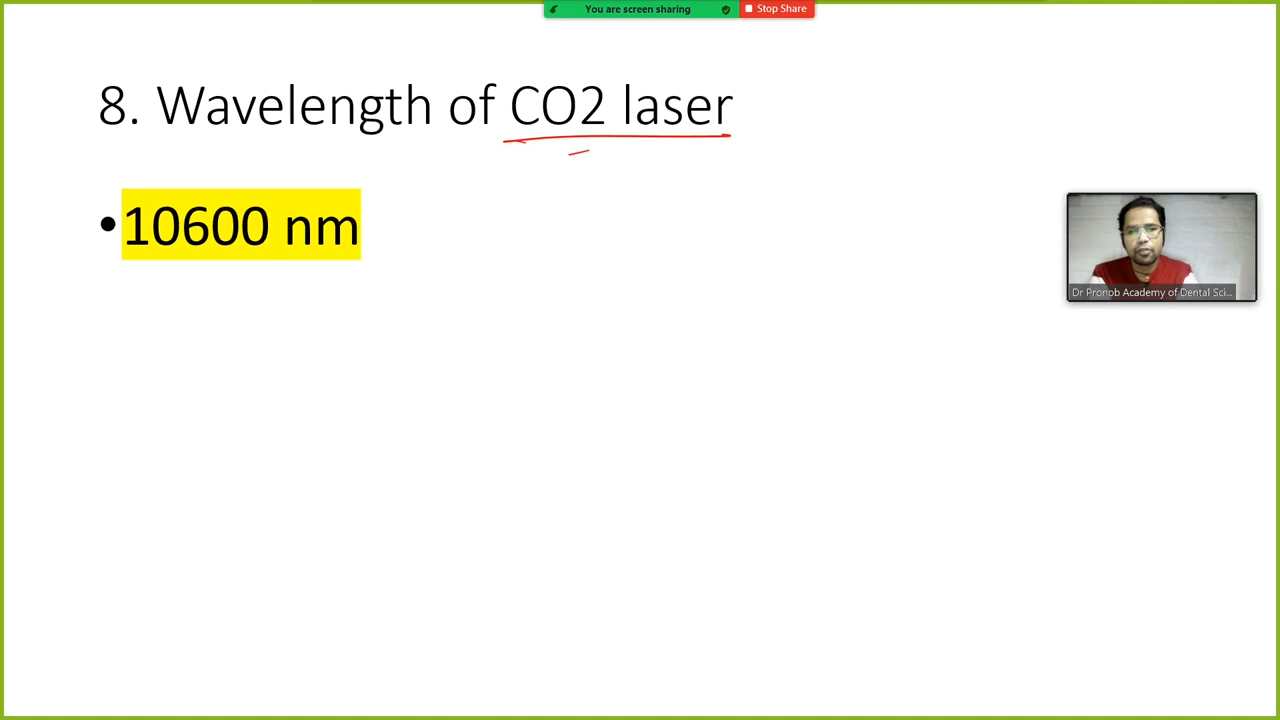 You are screen sharing
Stop Share
8. Wavelength of CO2 laser
•10600 nm
Dr Pronob Academy of Dental Sci...